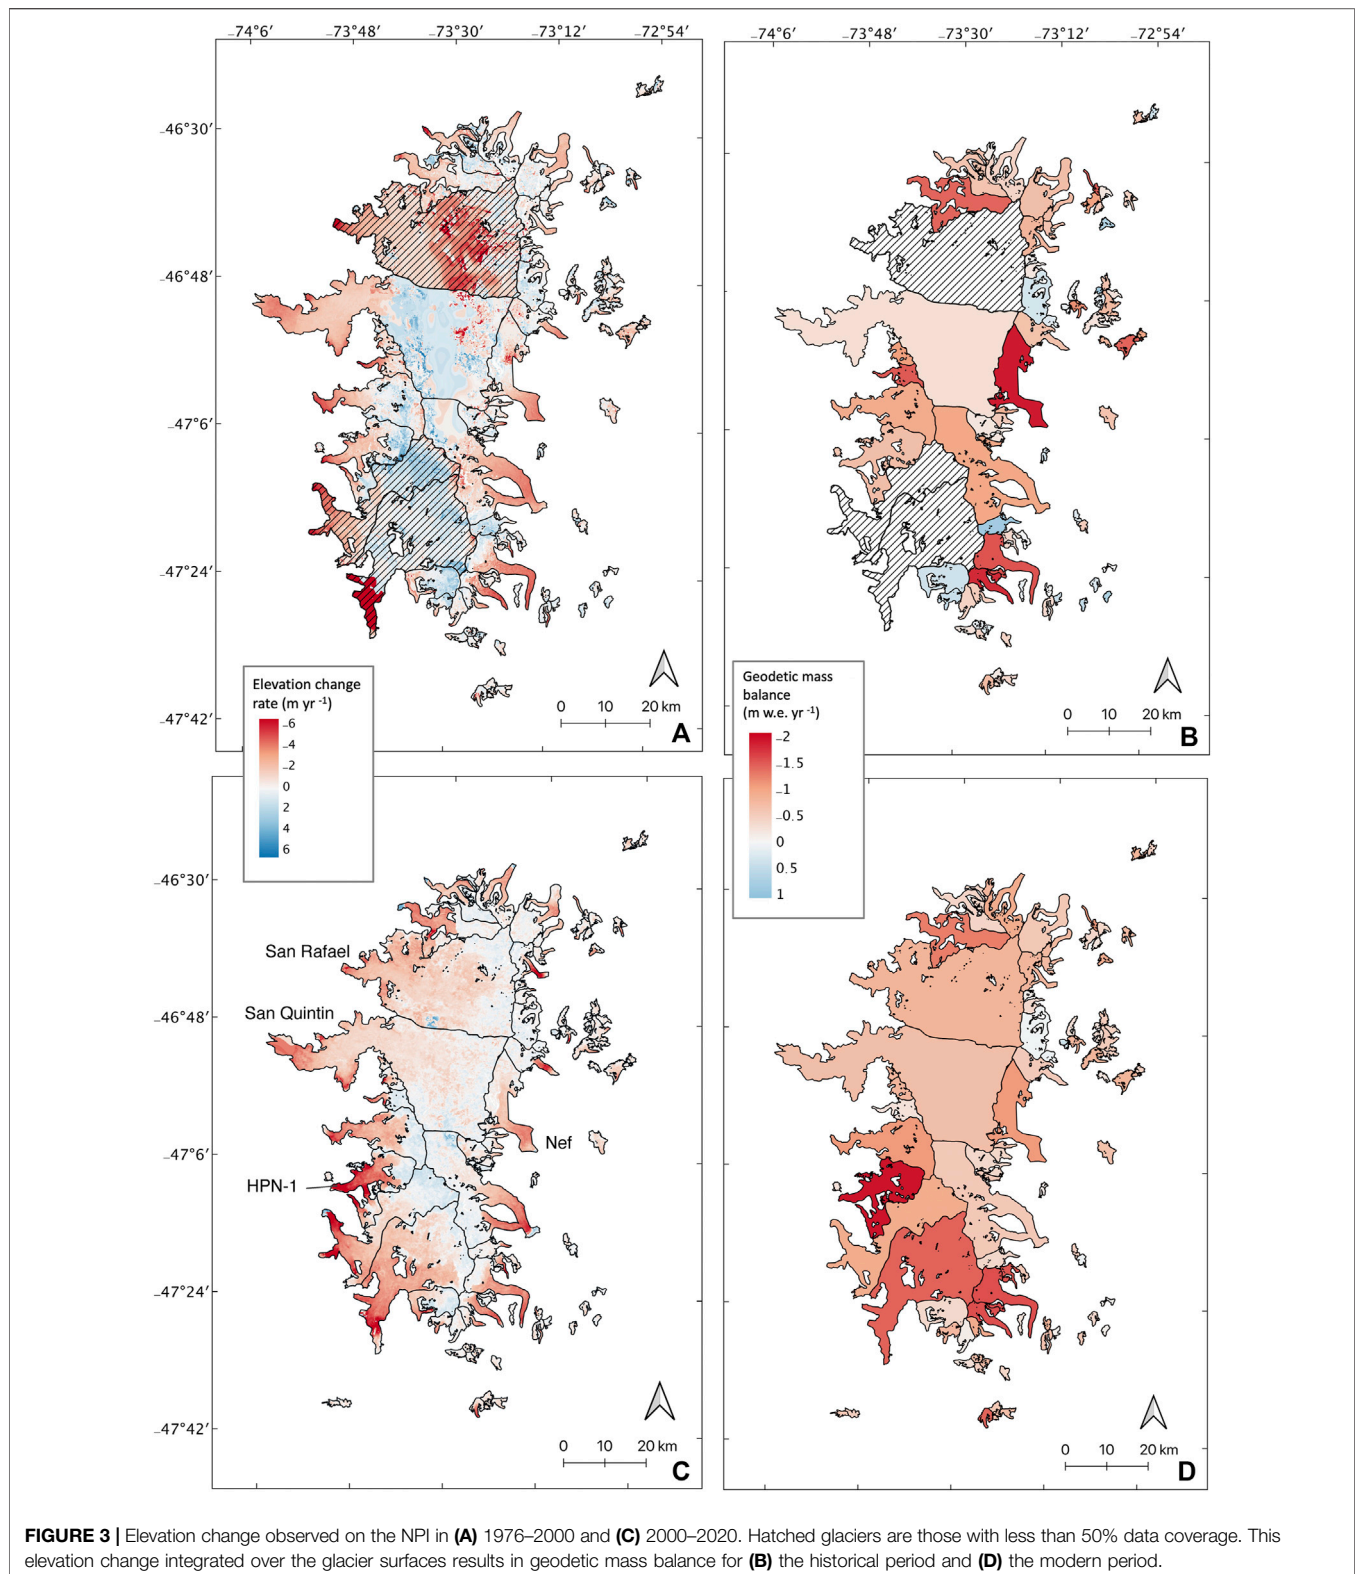 –74°6′ –73°48′ –73°30′ –73°12′ –72°54′
–74°6′ –73°48′ –73°30′ –73°12′ –72°54′
–46°30′
–46°48′
–47°6′
–47°24′
–47°42′
Elevation change
rate (m yr -1)
–6
–4
–2
0
2
4
6
0 10 20 km
A
Geodetic mass
balance
(m w.e. yr -1)
–2
–1.5
–1
–0.5
0
0.5
1
0 10 20 km
B
–46°30′
–46°48′
–47°6′
–47°24′
–47°42′
San Rafael
San Quintin
HPN-1
Nef
0 10 20 km
C
0 10 20 km
D
FIGURE 3 | Elevation change observed on the NPI in (A) 1976–2000 and (C) 2000–2020. Hatched glaciers are those with less than 50% data coverage. This
elevation change integrated over the glacier surfaces results in geodetic mass balance for (B) the historical period and (D) the modern period.